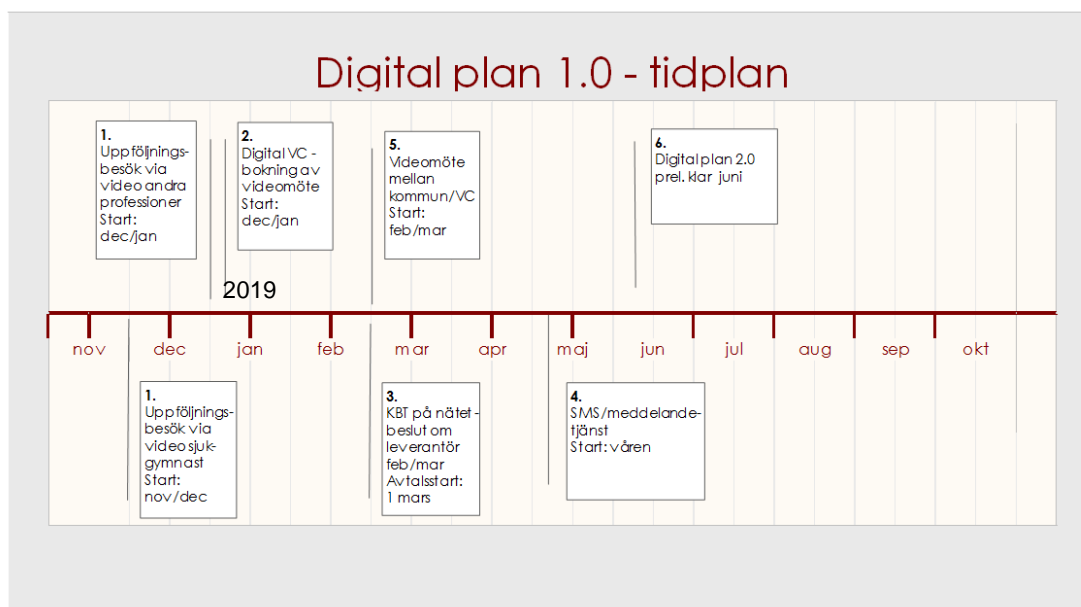 Digital plan 1.0 - tidplan
1.
Uppföljnings-
besök via
video andra
professioner
Start:
dec/jan
2.
Digital VC -
bokning av
videomöte
Start:
dec/jan
5.
Videomöte
mellan
kommun/VC
Start:
feb/mar
6.
Digital plan 2.0
prel. klar juni
2019
nov dec jan feb mar apr maj jun jul aug sep okt
1.
Uppföljnings-
besök via
video sjuk-
gymnast
Start:
nov/dec
3.
KBT på nätet -
beslut om
leverantör
feb/mar
Avtalsstart:
1 mars
4.
SMS/meddelande-
tjänst
Start: våren